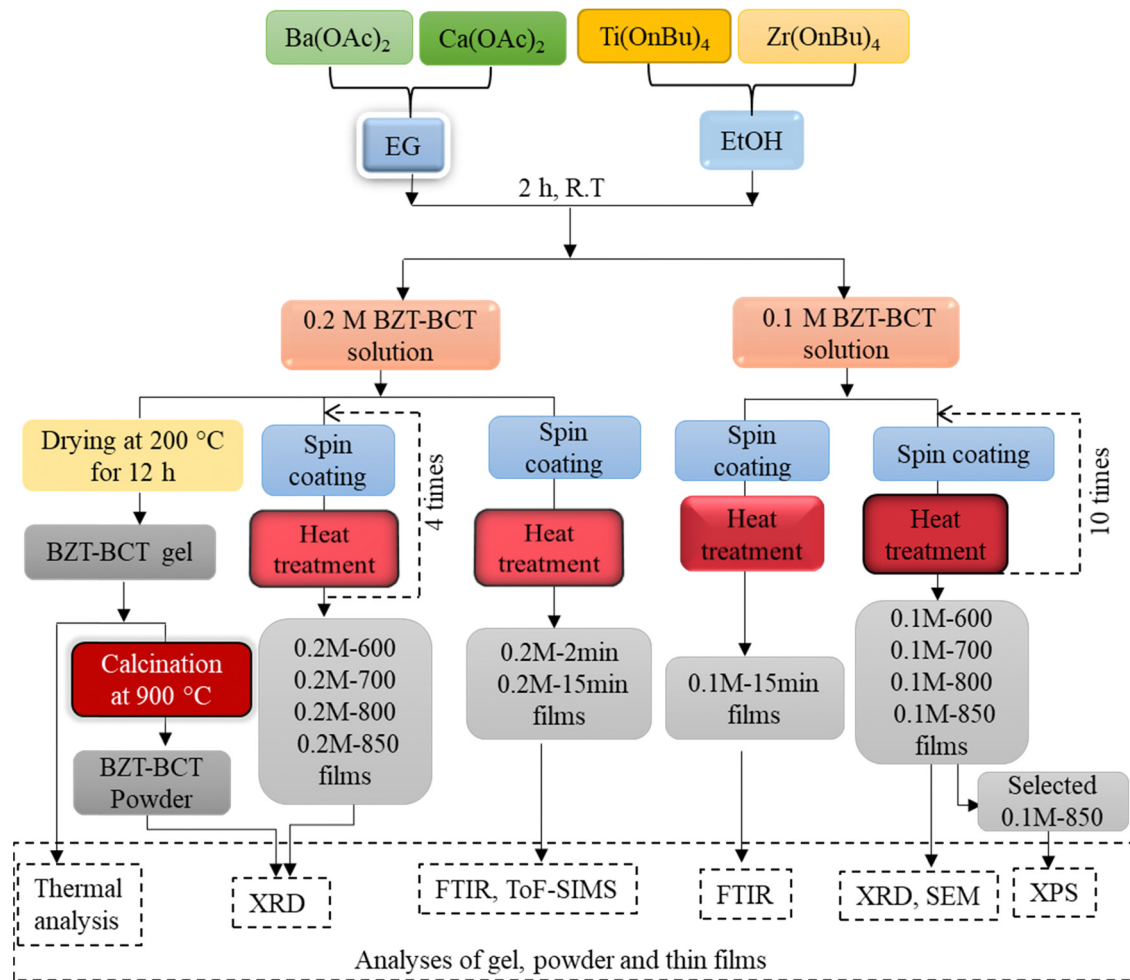 Ba(OAc)2
Ca(OAc)2
Ti(OnBu)4
Zr(OnBu)4
EG
EtOH
2 h, R.T
0.2 M BZT-BCT
solution
0.1 M BZT-BCT
solution
Drying at 200 °C
for 12 h
Spin
coating
4 times
Spin
coating
Spin
coating
Spin coating
10 times
BZT-BCT gel
Heat
treatment
Heat
treatment
Heat
treatment
Heat
treatment
Calcination
at 900 °C
BZT-BCT
Powder
0.2M-600
0.2M-700
0.2M-800
0.2M-850
films
0.2M-2min
0.2M-15min
films
0.1M-15min
films
0.1M-600
0.1M-700
0.1M-800
0.1M-850
films
Selected
0.1M-850
Thermal
analysis
XRD
FTIR, ToF-SIMS
FTIR
XRD, SEM
XPS
Analyses of gel, powder and thin films